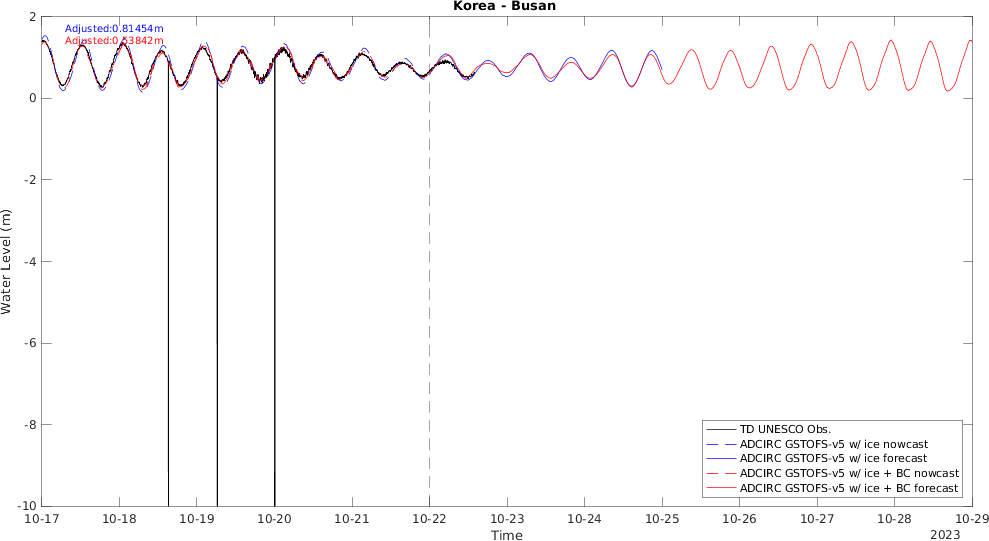 Korea - Busan
Adjusted:0.81454m
Adjusted:0.53842m
Water Level (m)
2
0
-2
-4
-6
-8
-10
10-17 10-18 10-19 10-20 10-21 10-22 10-23 10-24 10-25 10-26 10-27 10-28 10-29
Time
2023
TD UNESCO Obs.
ADCIRC GSTOFS-v5 w/ ice nowcast
ADCIRC GSTOFS-v5 w/ ice forecast
ADCIRC GSTOFS-v5 w/ ice + BC nowcast
ADCIRC GSTOFS-v5 w/ ice + BC forecast